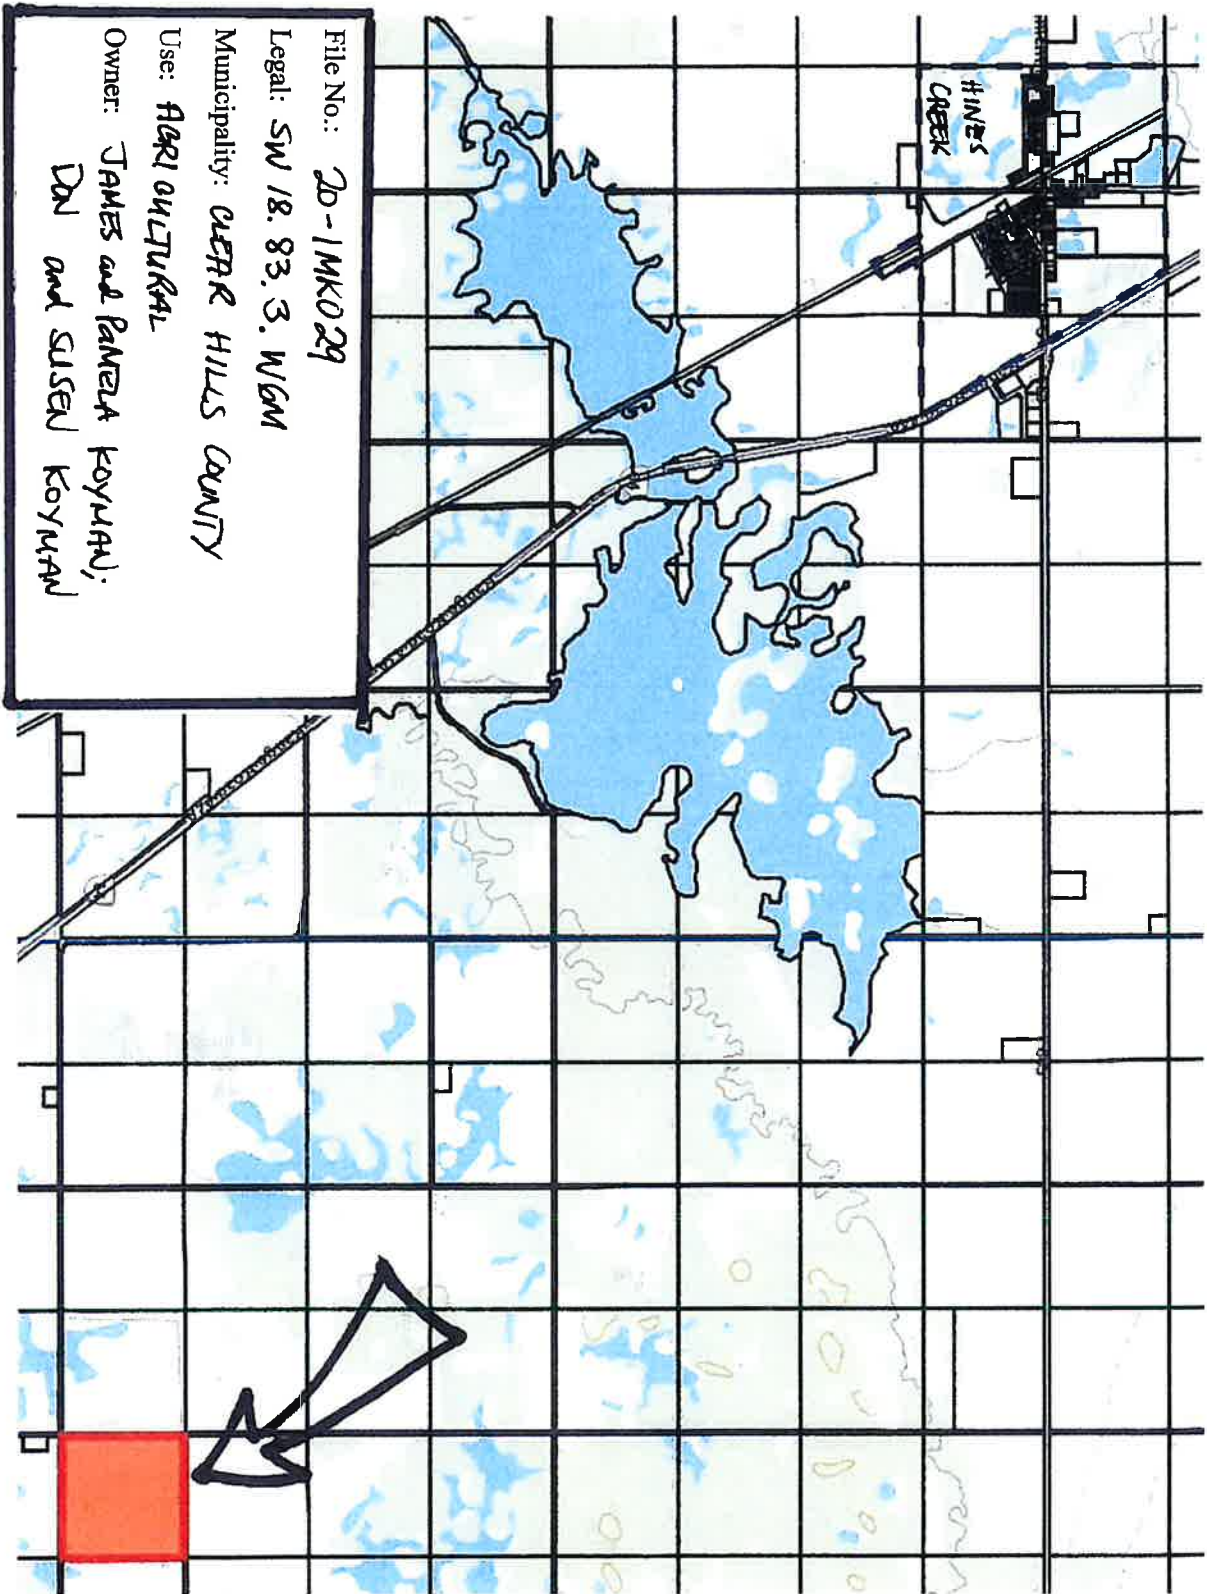 HINES
CREEK
File No.: 20-1MK029
Legal: SW 18. 83. 3. W6M
Municipality: CLEAR HILLS COUNTY
Use: AGRICULTURAL
Owner: JAMES and PAMELA KOYMAN;
DON and SUSEN KOYMAN